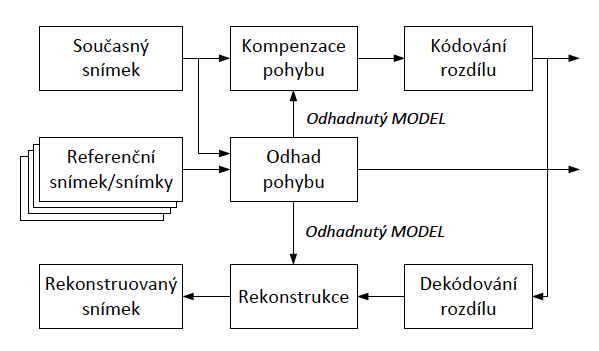 Současný
snímek
Kompenzace
pohybu
Kódování
rozdílu
Odhadnutý MODEL
Referenční
snímek/snímky
Odhad
pohybu
Odhadnutý MODEL
Rekonstruovaný
snímek
Rekonstrukce
Dekódování
rozdílu